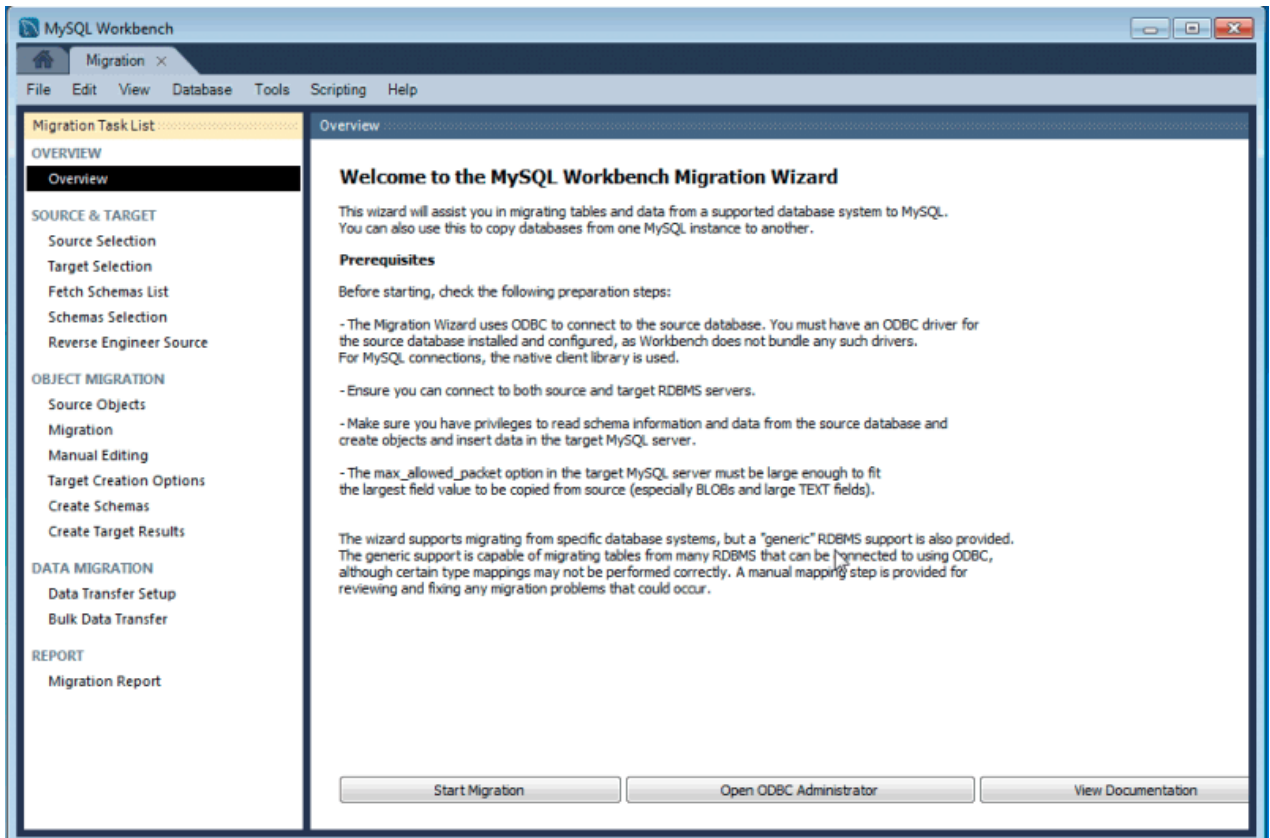 MySQL Workbench
Migration
File Edit View Database Tools Scripting Help
Migration Task List
OVERVIEW
Overview
SOURCE & TARGET
Source Selection
Target Selection
Fetch Schemas List
Schemas Selection
Reverse Engineer Source
OBJECT MIGRATION
Source Objects
Migration
Manual Editing
Target Creation Options
Create Schemas
Create Target Results
DATA MIGRATION
Data Transfer Setup
Bulk Data Transfer
REPORT
Migration Report
Overview
Welcome to the MySQL Workbench Migration Wizard
This wizard will assist you in migrating tables and data from a supported database system to MySQL.
You can also use this to copy databases from one MySQL instance to another.
Prerequisites
Before starting, check the following preparation steps:
- The Migration Wizard uses ODBC to connect to the source database. You must have an ODBC driver for
the source database installed and configured, as Workbench does not bundle any such drivers.
For MySQL connections, the native client library is used.
- Ensure you can connect to both source and target RDBMS servers.
- Make sure you have privileges to read schema information and data from the source database and
create objects and insert data in the target MySQL server.
- The max_allowed_packet option in the target MySQL server must be large enough to fit
the largest field value to be copied from source (especially BLOBs and large TEXT fields).
The wizard supports migrating from specific database systems, but a "generic" RDBMS support is also provided.
The generic support is capable of migrating tables from many RDBMS that can be connected to using ODBC,
although certain type mappings may not be performed correctly. A manual mapping step is provided for
reviewing and fixing any migration problems that could occur.
Start Migration
Open ODBC Administrator
View Documentation